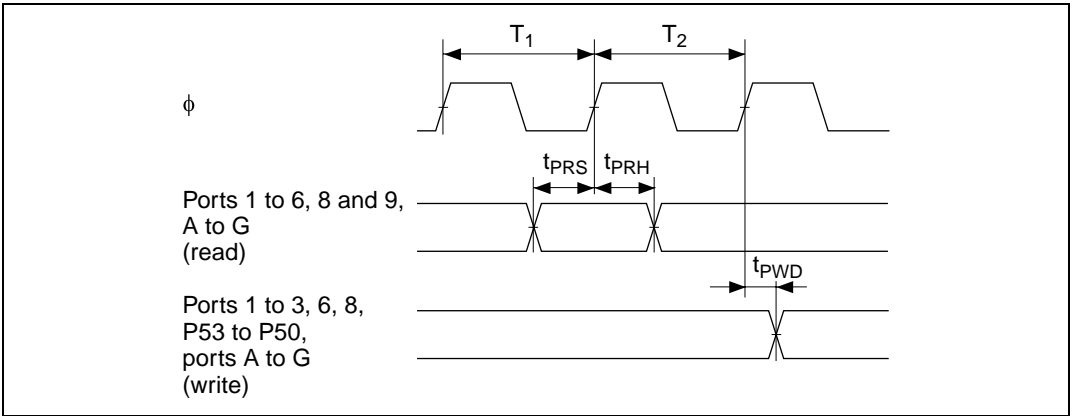 T1 T2
ϕ
tPRS tPRH
Ports 1 to 6, 8 and 9,
A to G
(read)
tPWD
Ports 1 to 3, 6, 8,
P53 to P50,
ports A to G
(write)